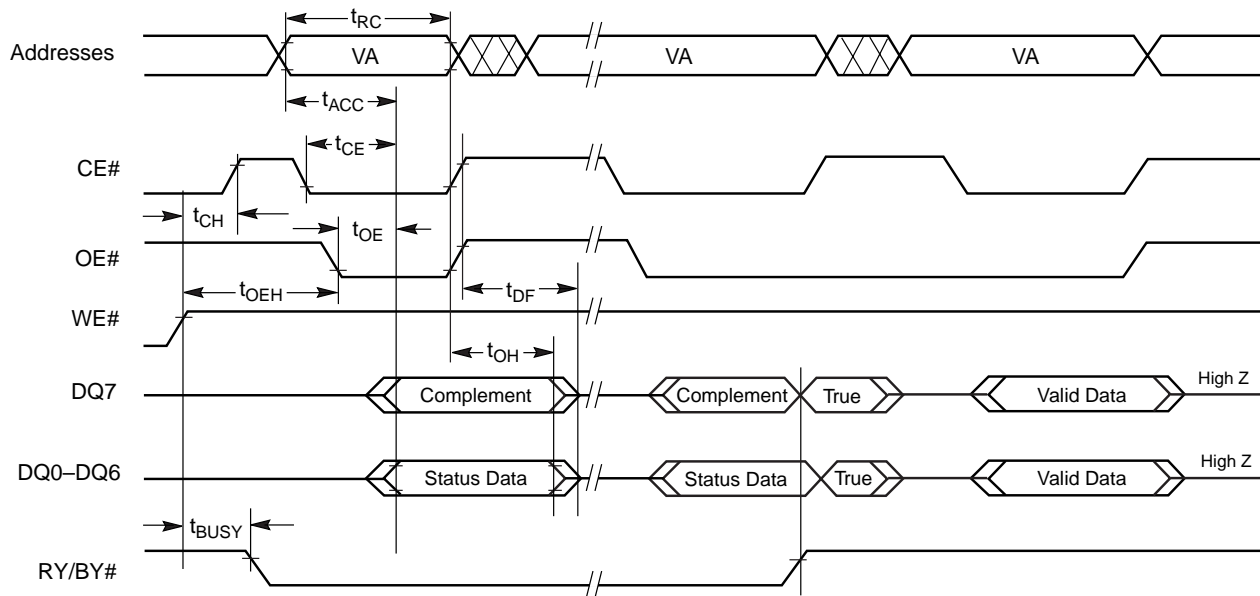 tRC
Addresses VA VA VA
tACC
tCE
CE#
tCH tOE
OE#
tOEH tDF
WE#
tOH
DQ7 Complement Complement True Valid Data High Z
DQ0–DQ6 Status Data Status Data True Valid Data High Z
tBUSY
RY/BY#